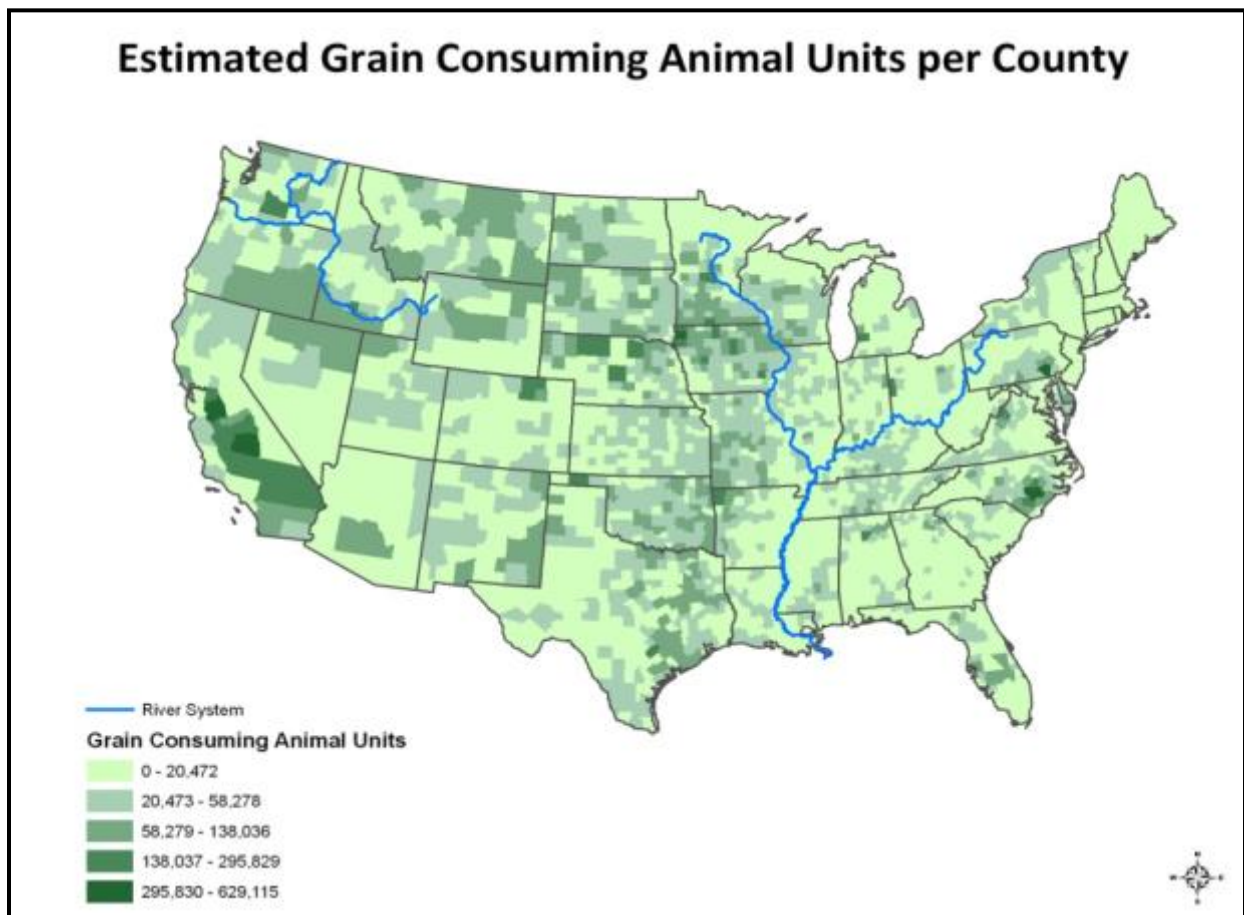 Estimated Grain Consuming Animal Units per County
River System
Grain Consuming Animal Units
0 - 20,472
20,473 - 58,278
58,279 - 138,036
138,037 - 295,829
295,830 - 629,115